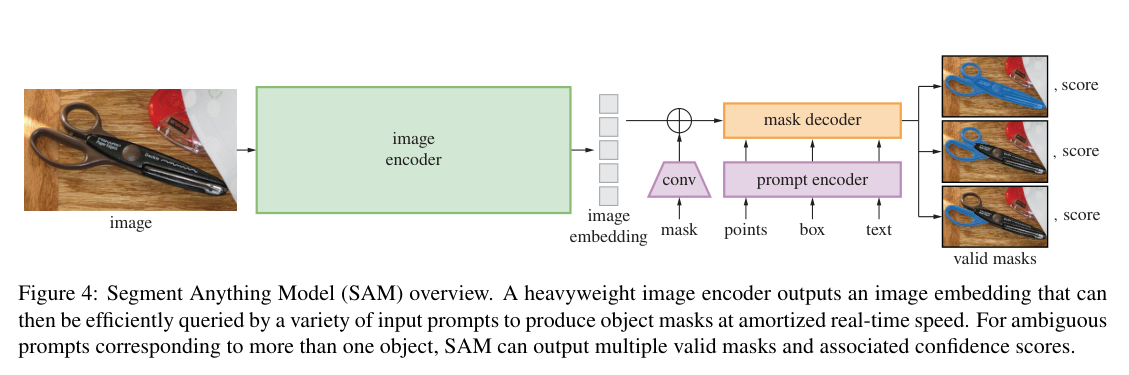 image
image
encoder
image
embedding
mask
conv
points
box
text
prompt encoder
mask decoder
, score
, score
, score
valid masks
Figure 4: Segment Anything Model (SAM) overview. A heavyweight image encoder outputs an image embedding that can
then be efficiently queried by a variety of input prompts to produce object masks at amortized real-time speed. For ambiguous
prompts corresponding to more than one object, SAM can output multiple valid masks and associated confidence scores.